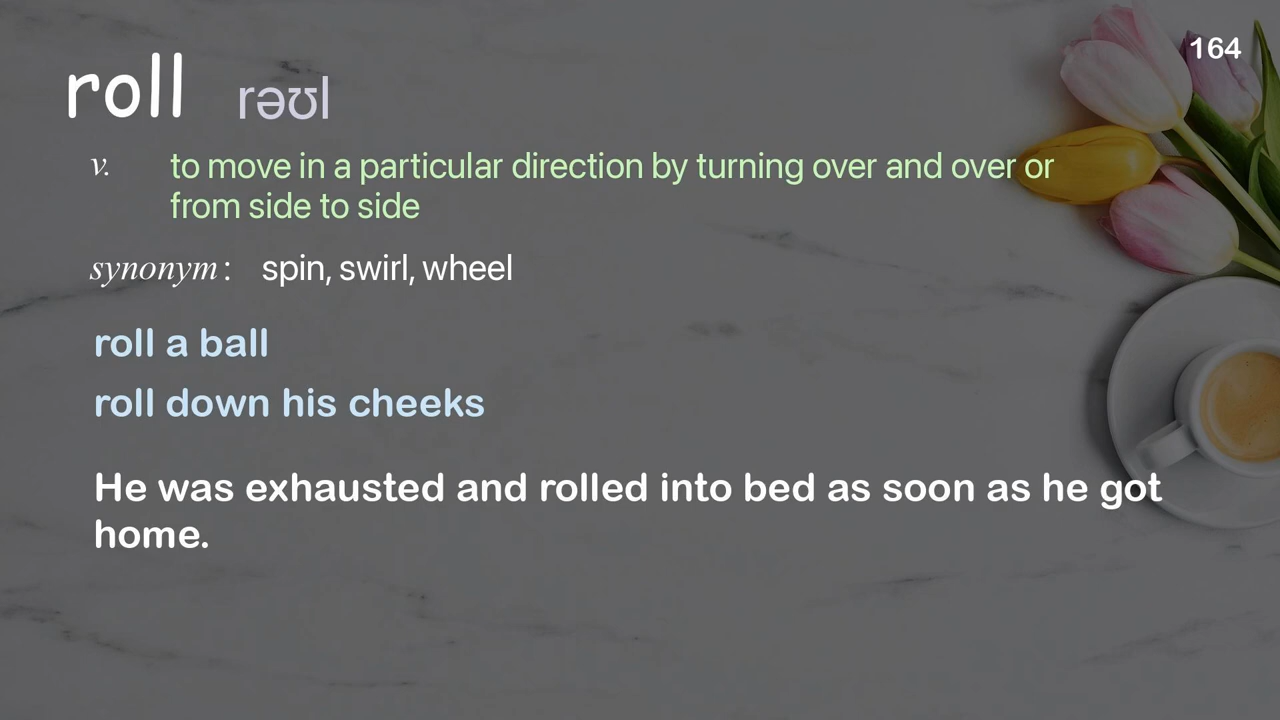 164
roll rəʊl
v. to move in a particular direction by turning over and over or
from side to side
synonym: spin, swirl, wheel
roll a ball
roll down his cheeks
He was exhausted and rolled into bed as soon as he got
home.